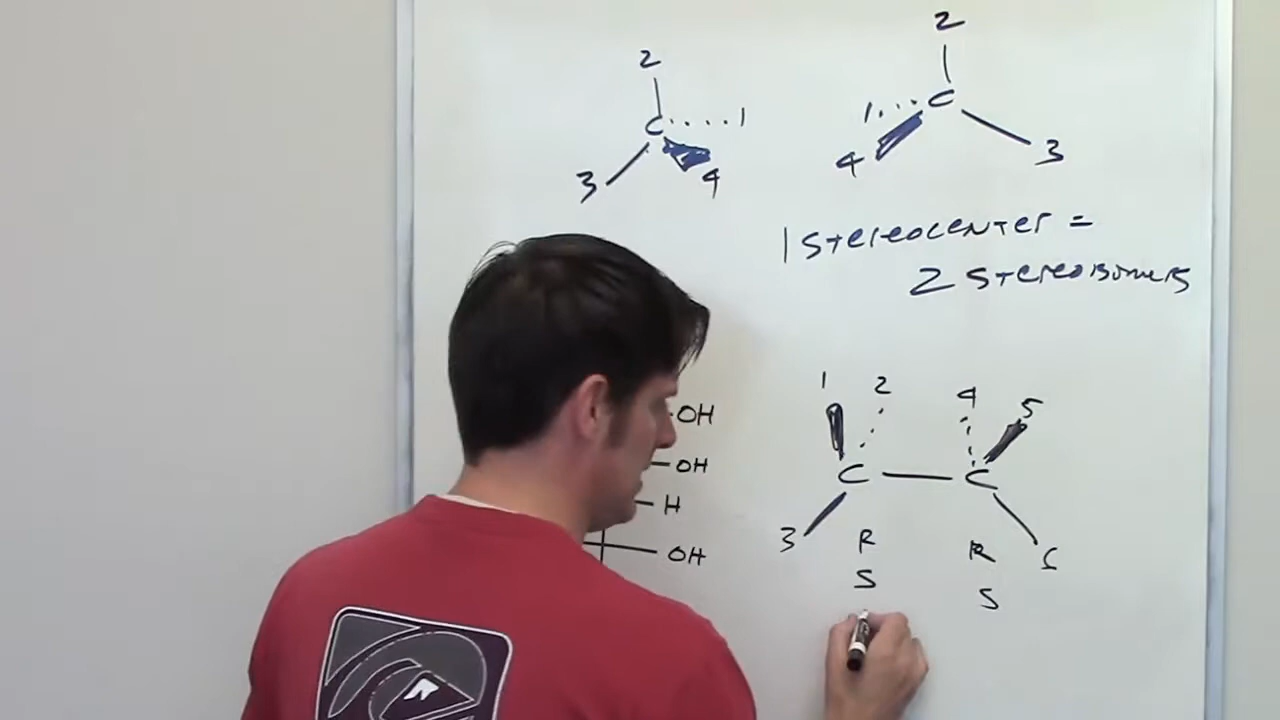 2
C....1
3
4
2
1...C
4
3
1 Stereocenter =
2 Stereoisomers
OH
OH
H
OH
1 2 4 5
C — C
3
R R
S S